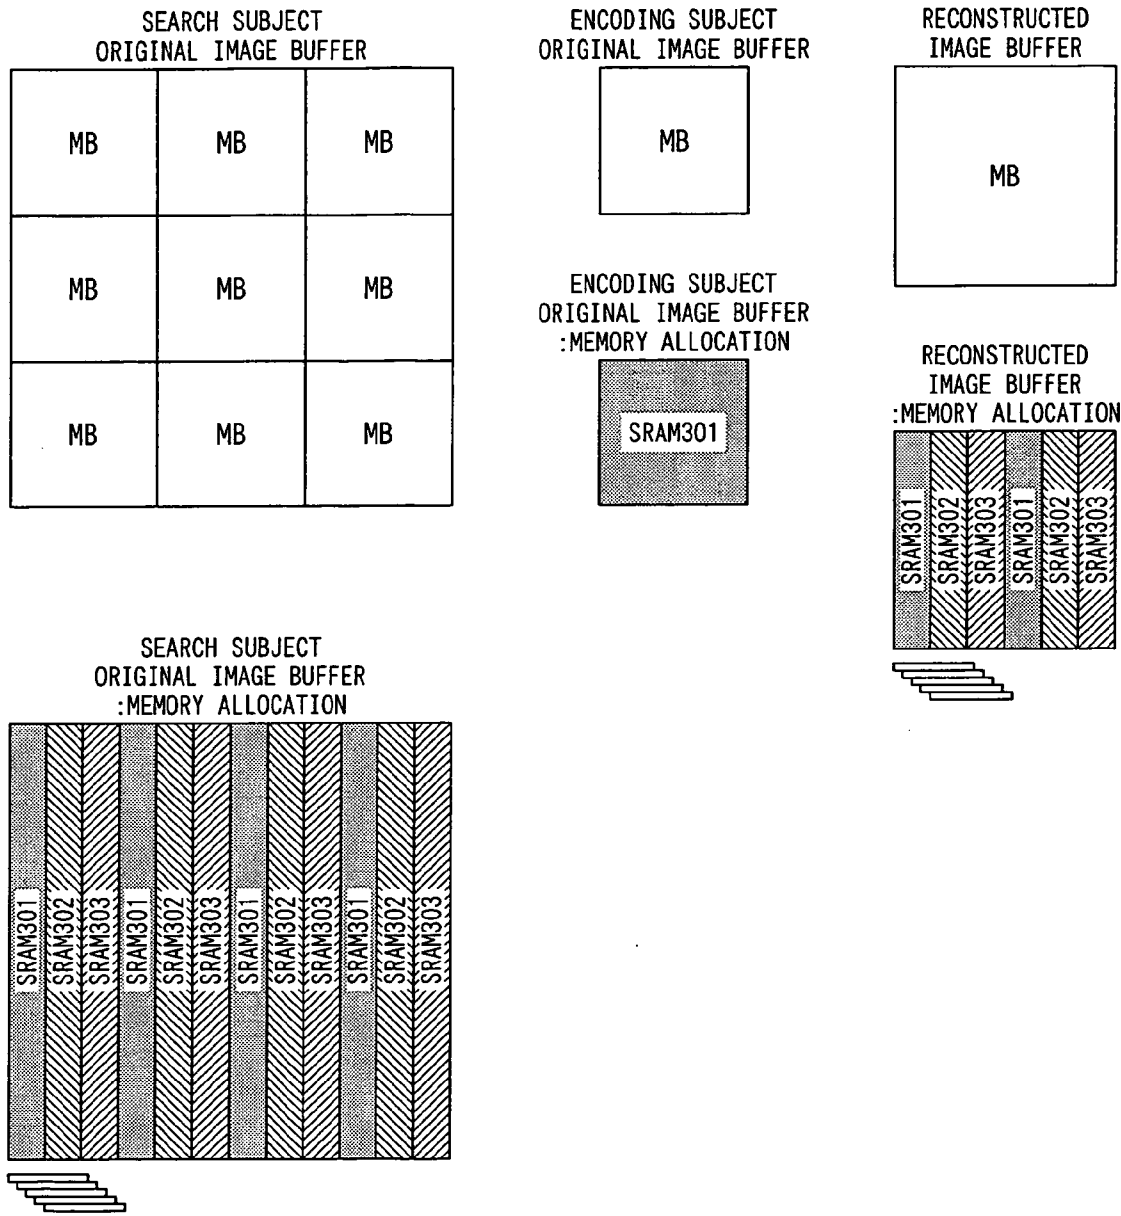 SEARCH SUBJECT
ORIGINAL IMAGE BUFFER
MB MB MB
MB MB MB
MB MB MB
ENCODING SUBJECT
ORIGINAL IMAGE BUFFER
MB
RECONSTRUCTED
IMAGE BUFFER
MB
ENCODING SUBJECT
ORIGINAL IMAGE BUFFER
:MEMORY ALLOCATION
SRAM301
RECONSTRUCTED
IMAGE BUFFER
:MEMORY ALLOCATION
SRAM301
SRAM302
SRAM303
SRAM301
SRAM302
SRAM303
SEARCH SUBJECT
ORIGINAL IMAGE BUFFER
:MEMORY ALLOCATION
SRAM301
SRAM302
SRAM303
SRAM301
SRAM302
SRAM303
SRAM301
SRAM302
SRAM303
SRAM301
SRAM302
SRAM303